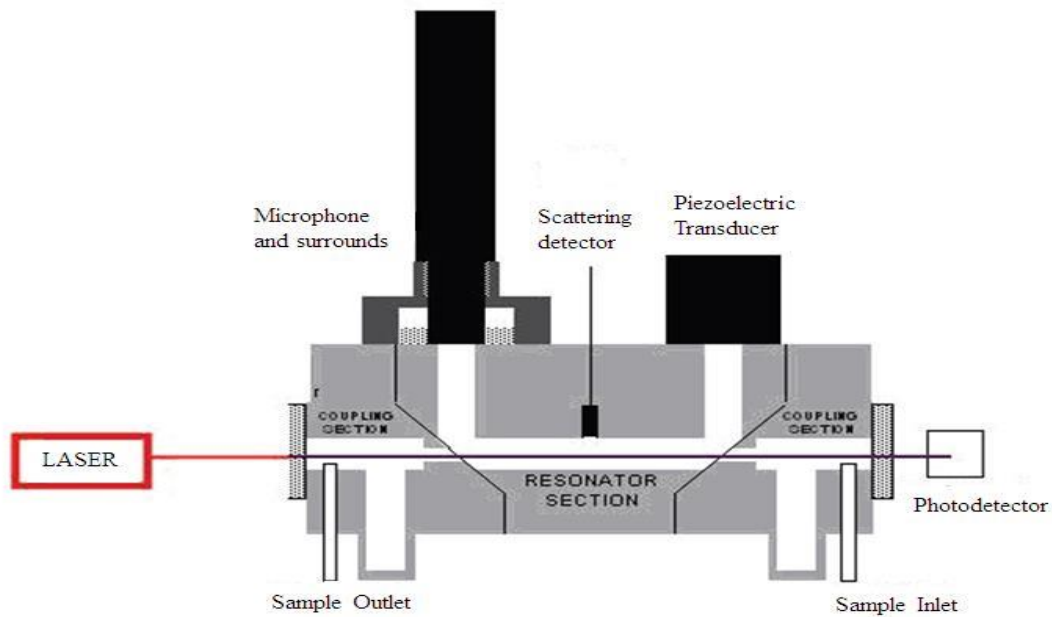 Microphone
and surrounds
Scattering
detector
Piezoelectric
Transducer
r
COUPLING
SECTION
COUPLING
SECTION
LASER
RESONATOR
SECTION
Photodetector
Sample Outlet
Sample Inlet